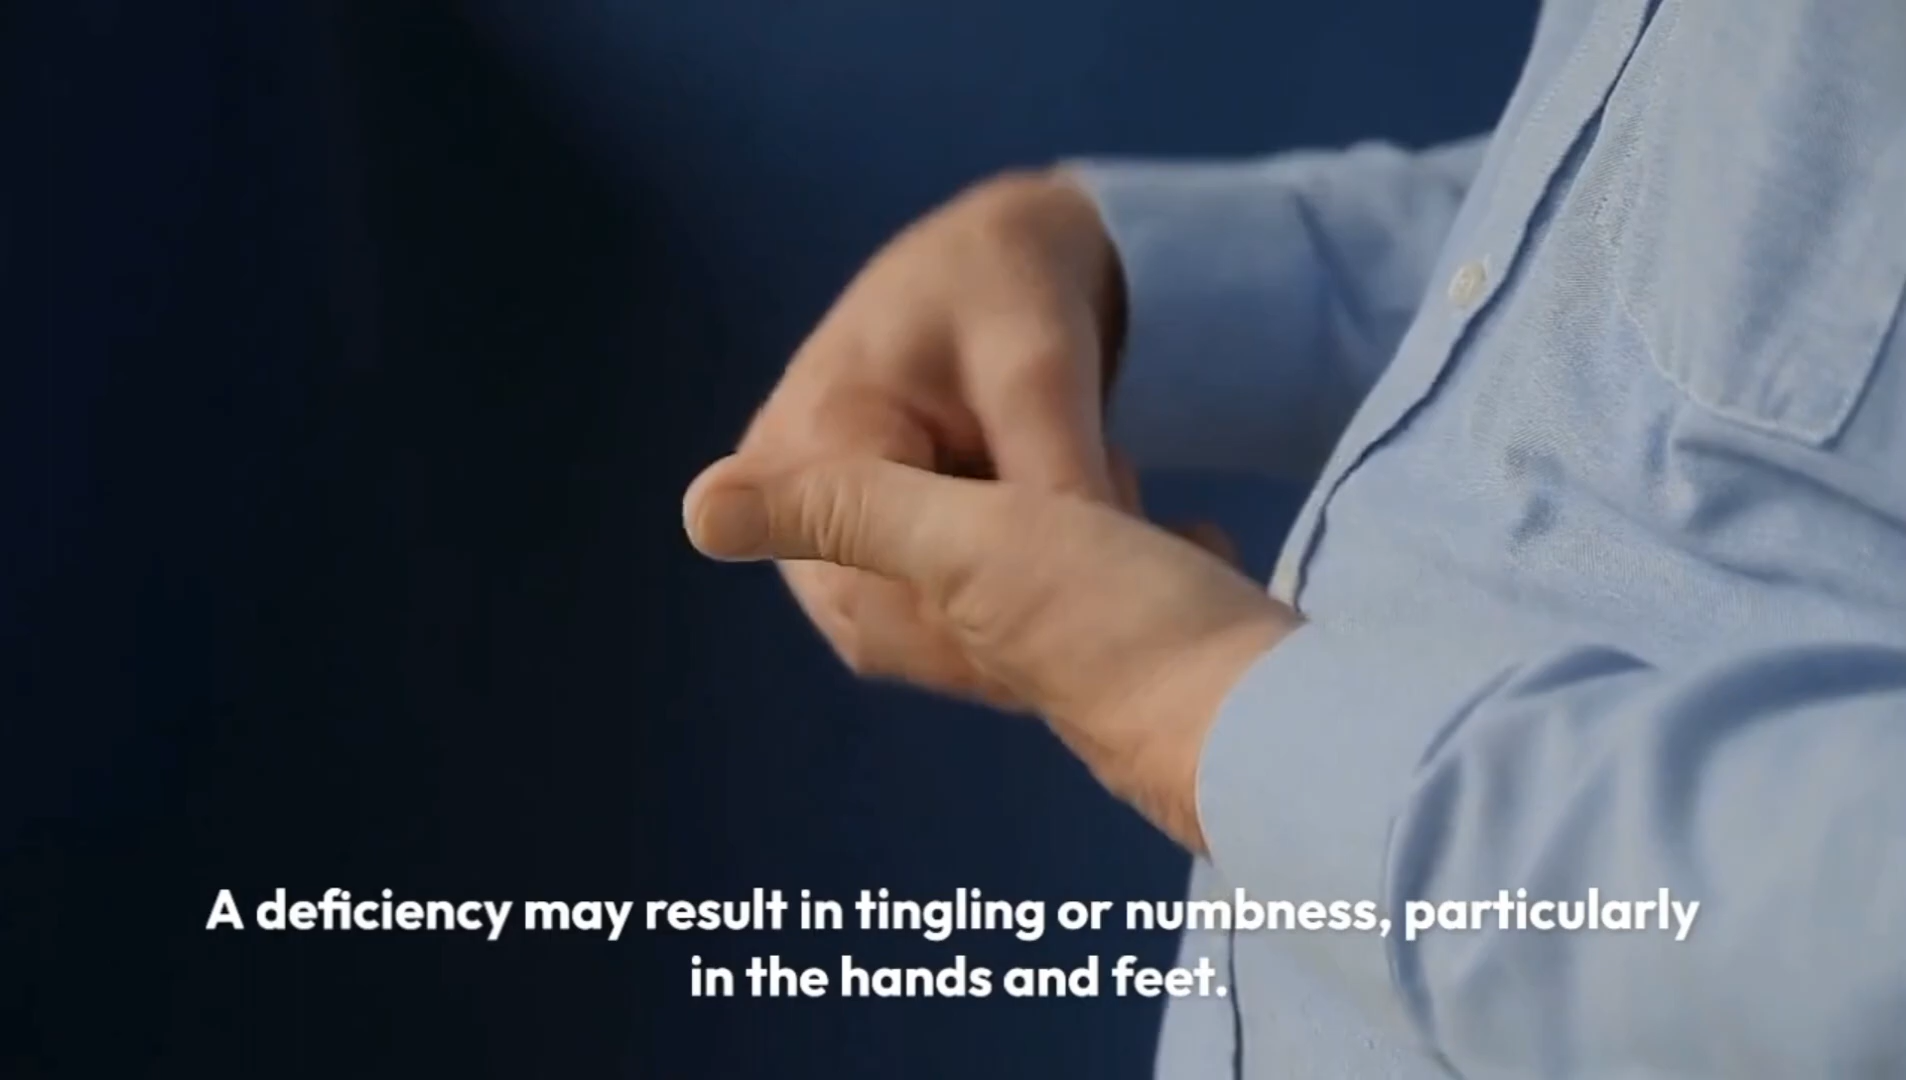 A deficiency may result in tingling or numbness, particularly
in the hands and feet.